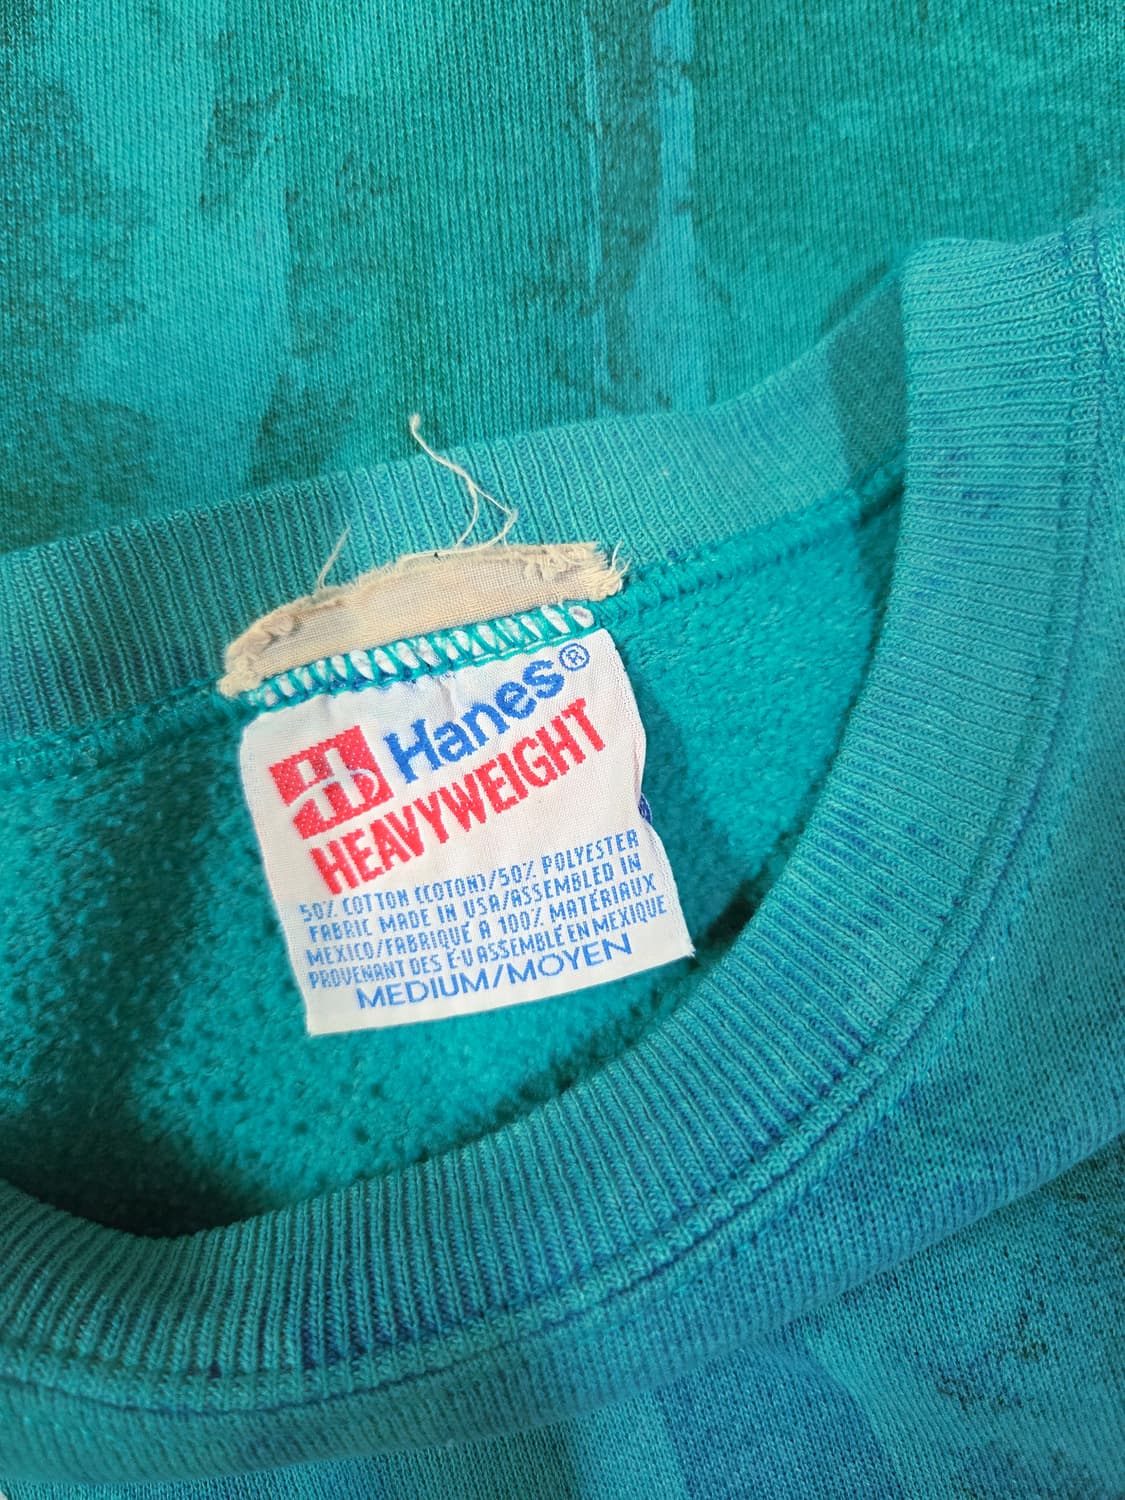 Hanes®
HEAVYWEIGHT
50% COTTON (COTON)/50% POLYESTER
FABRIC MADE IN USA/ASSEMBLED IN
MEXICO/FABRIQUÉ A 100% MATÉRIAUX
PROVENANT DES É-U ASSEMBLÉ EN MEXIQUE
MEDIUM/MOYEN